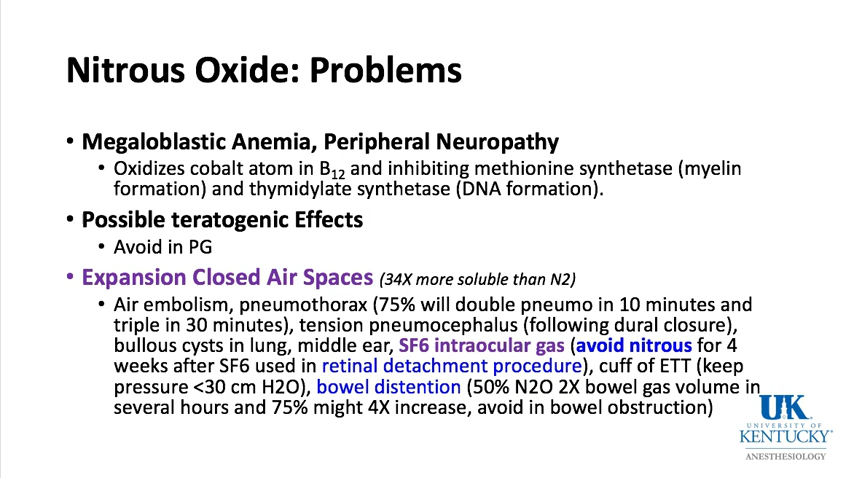 Nitrous Oxide: Problems
• Megaloblastic Anemia, Peripheral Neuropathy
• Oxidizes cobalt atom in B12 and inhibiting methionine synthetase (myelin
formation) and thymidylate synthetase (DNA formation).
• Possible teratogenic Effects
• Avoid in PG
• Expansion Closed Air Spaces (34X more soluble than N2)
• Air embolism, pneumothorax (75% will double pneumo in 10 minutes and
triple in 30 minutes), tension pneumocephalus (following dural closure),
bullous cysts in lung, middle ear, SF6 intraocular gas (avoid nitrous for 4
weeks after SF6 used in retinal detachment procedure), cuff of ETT (keep
pressure <30 cm H2O), bowel distention (50% N2O 2X bowel gas volume in
several hours and 75% might 4X increase, avoid in bowel obstruction)
UK
UNIVERSITY OF
KENTUCKY
ANESTHESIOLOGY